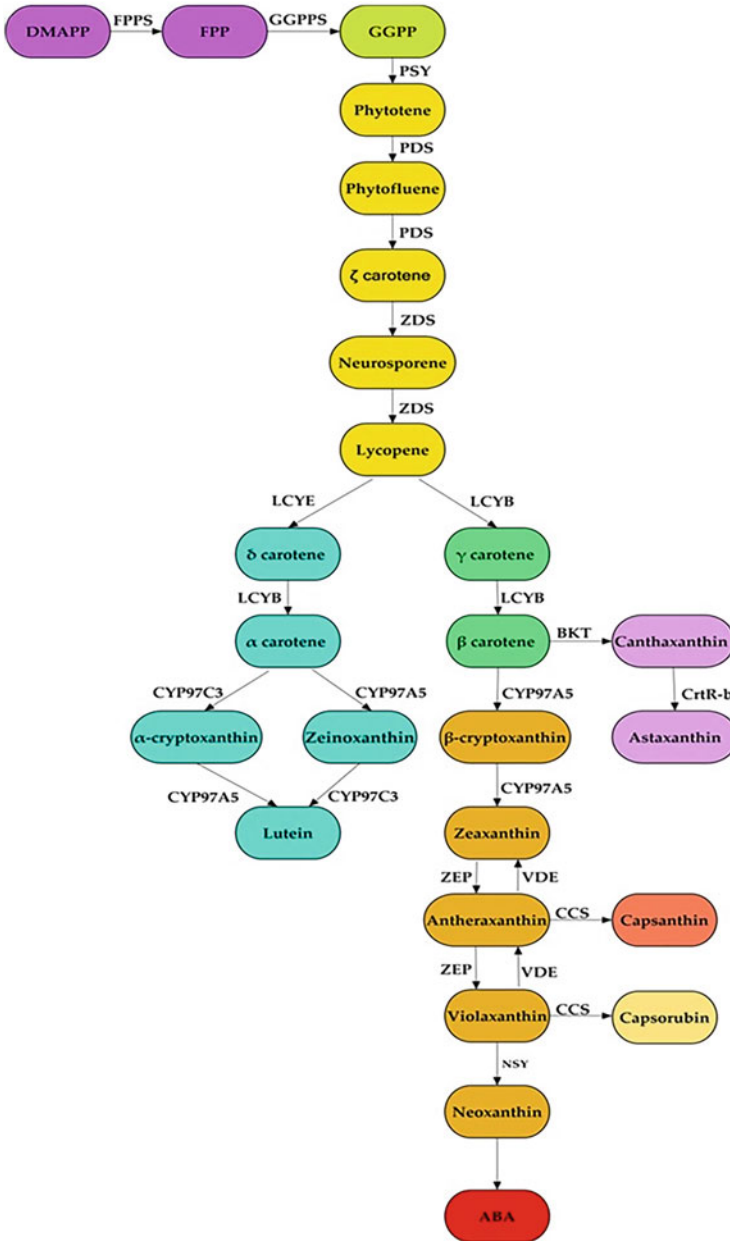 DMAPP FPPS FPP GGPPS GGPP
PSY
Phytotene
PDS
Phytofluene
PDS
ζ carotene
ZDS
Neurosporene
ZDS
Lycopene
LCYE LCYB
δ carotene γ carotene
LCYB LCYB
α carotene β carotene BKT Canthaxanthin
CYP97C3 CYP97A5 CYP97A5 CrtR-b
α-cryptoxanthin Zeinoxanthin β-cryptoxanthin Astaxanthin
CYP97A5 CYP97C3 CYP97A5
Lutein Zeaxanthin
ZEP VDE
Antheraxanthin CCS Capsanthin
ZEP VDE
Violaxanthin CCS Capsorubin
NSY
Neoxanthin
ABA